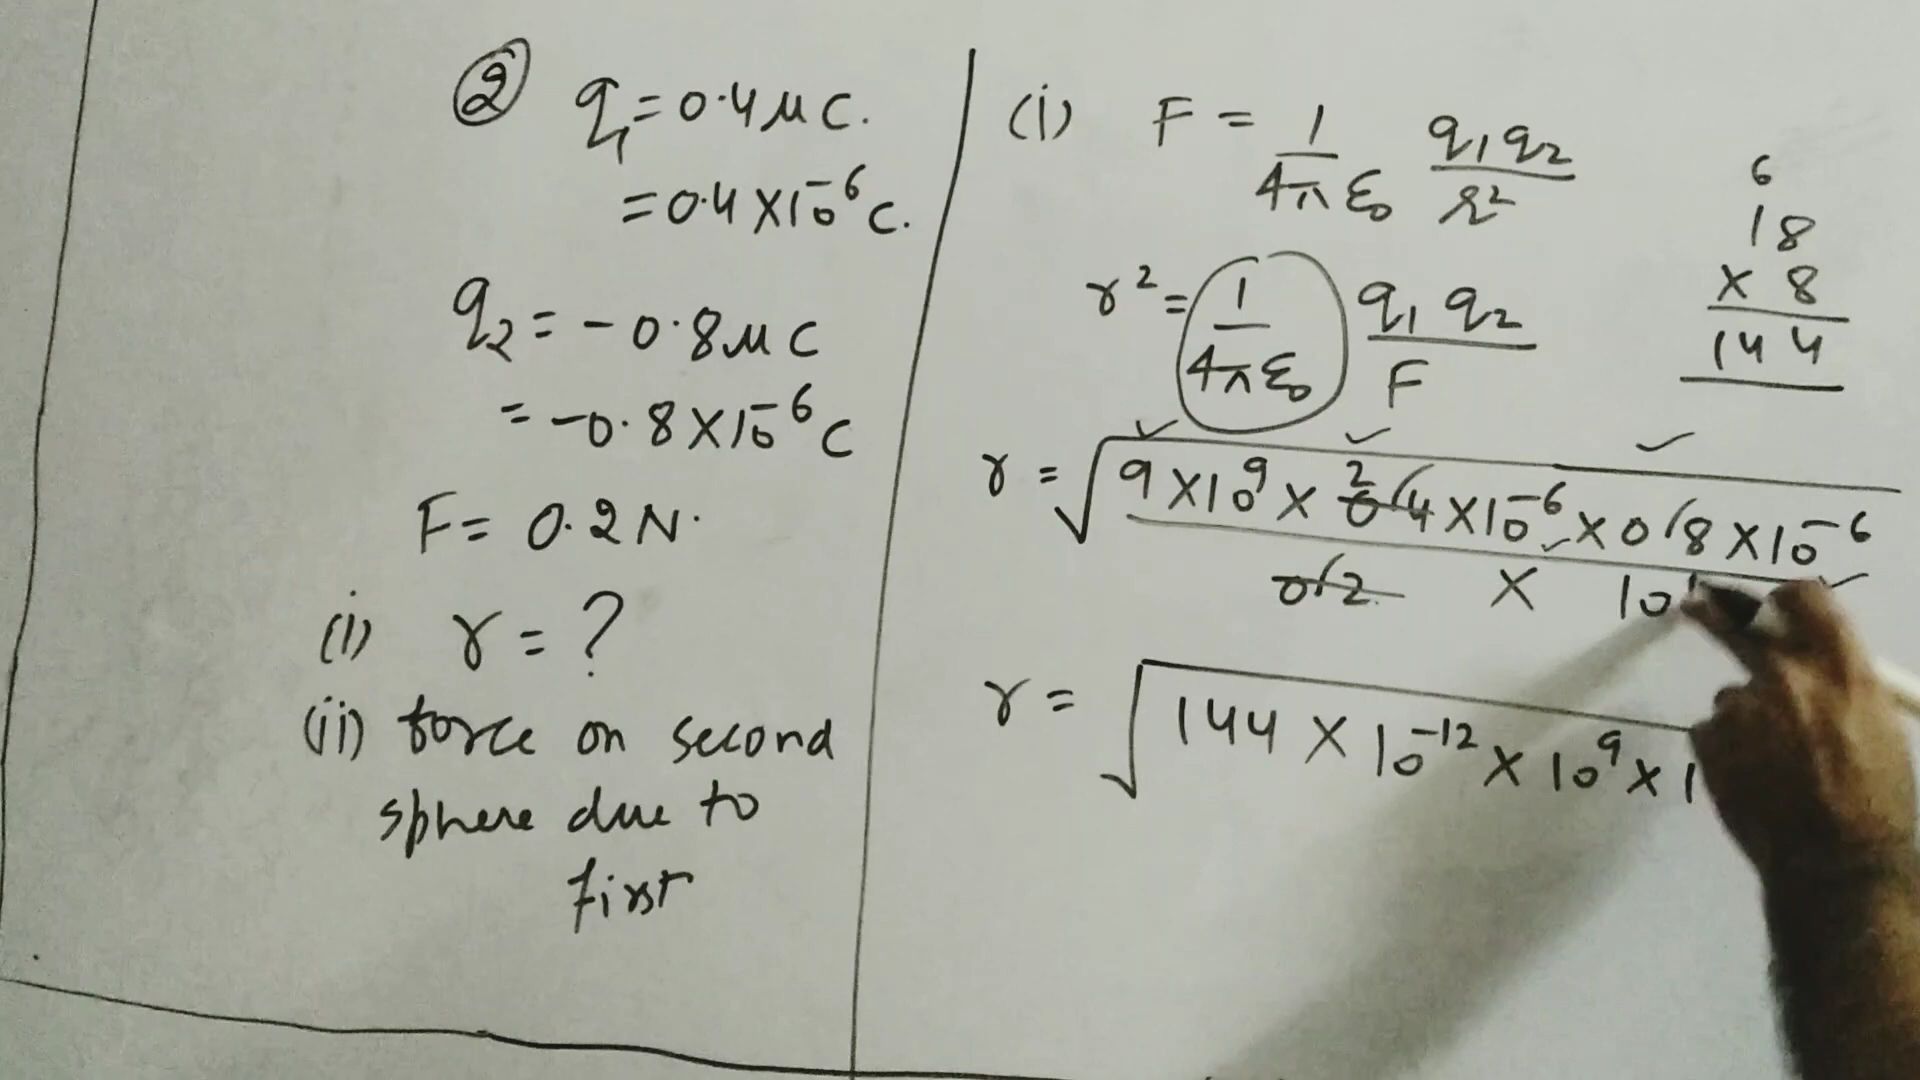 ② q₁ = 0.4 μC.
= 0.4 × 10⁻⁶ C.
q₂ = -0.8 μC
= -0.8 × 10⁻⁶ C
F = 0.2 N.
(i) r = ?
(ii) force on second
sphere due to
first
(i) F = 1/4πε₀ q₁q₂/r²
r² = 1/4πε₀ q₁q₂/F
r = √ 9 × 10⁹ × 2 0.4 × 10⁻⁶ × 0.8 × 10⁻⁶
0.2 × 10
r = √ 144 × 10⁻¹² × 10⁹ × 1
6
18
× 8
144